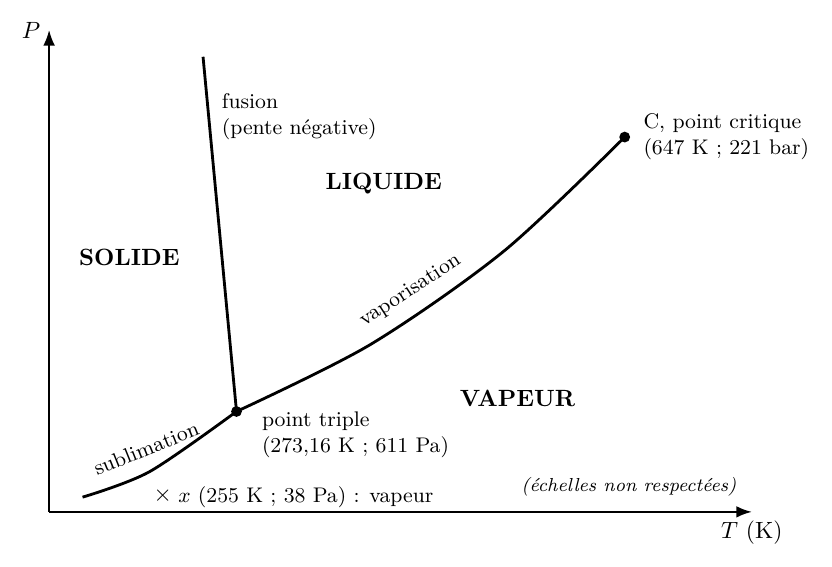 P
fusion
(pente négative)
C, point critique
(647 K ; 221 bar)
LIQUIDE
SOLIDE
vaporisation
VAPEUR
point triple
(273,16 K ; 611 Pa)
sublimation
(échelles non respectées)
× x (255 K ; 38 Pa) : vapeur
T (K)